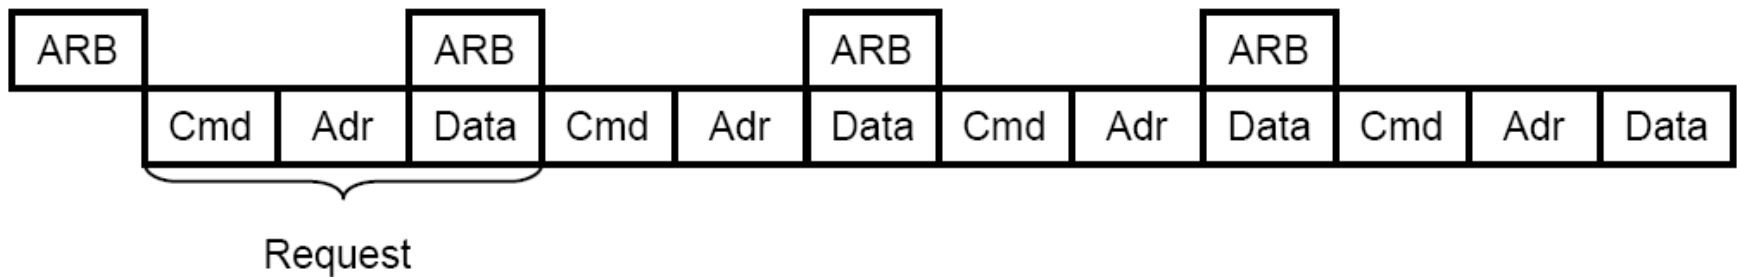 ARB ARB ARB ARB
Cmd Adr Data Cmd Adr Data Cmd Adr Data Cmd Adr Data
Request